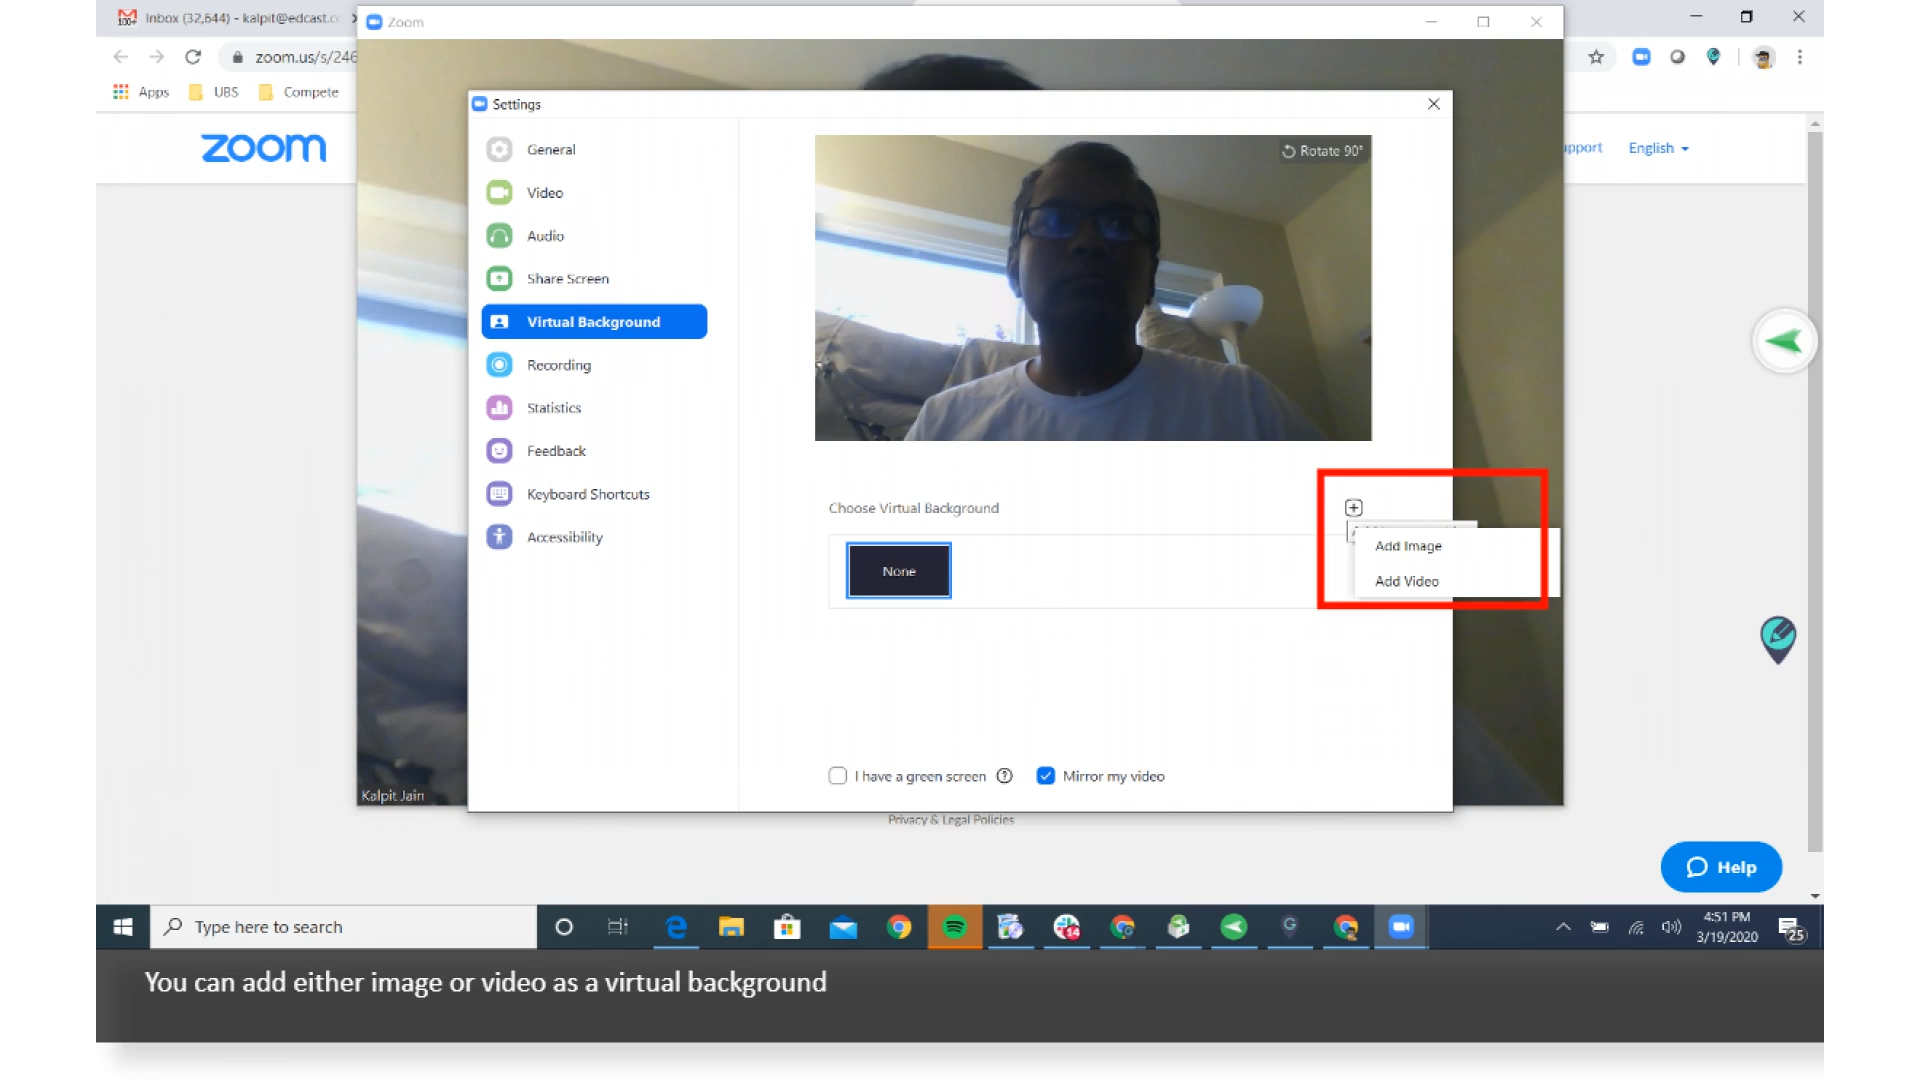 Inbox (32,644) - kalpit@edcast.c
Zoom
zoom.us/s/246
Apps
UBS
Compete
zoom
upport
English
Settings
General
Video
Audio
Share Screen
Virtual Background
Recording
Statistics
Feedback
Keyboard Shortcuts
Accessibility
Rotate 90°
Choose Virtual Background
None
Add Image
Add Video
I have a green screen
Mirror my video
Kalpit Jain
Privacy & Legal Policies
Help
Type here to search
14
G
4:51 PM
3/19/2020
25
You can add either image or video as a virtual background